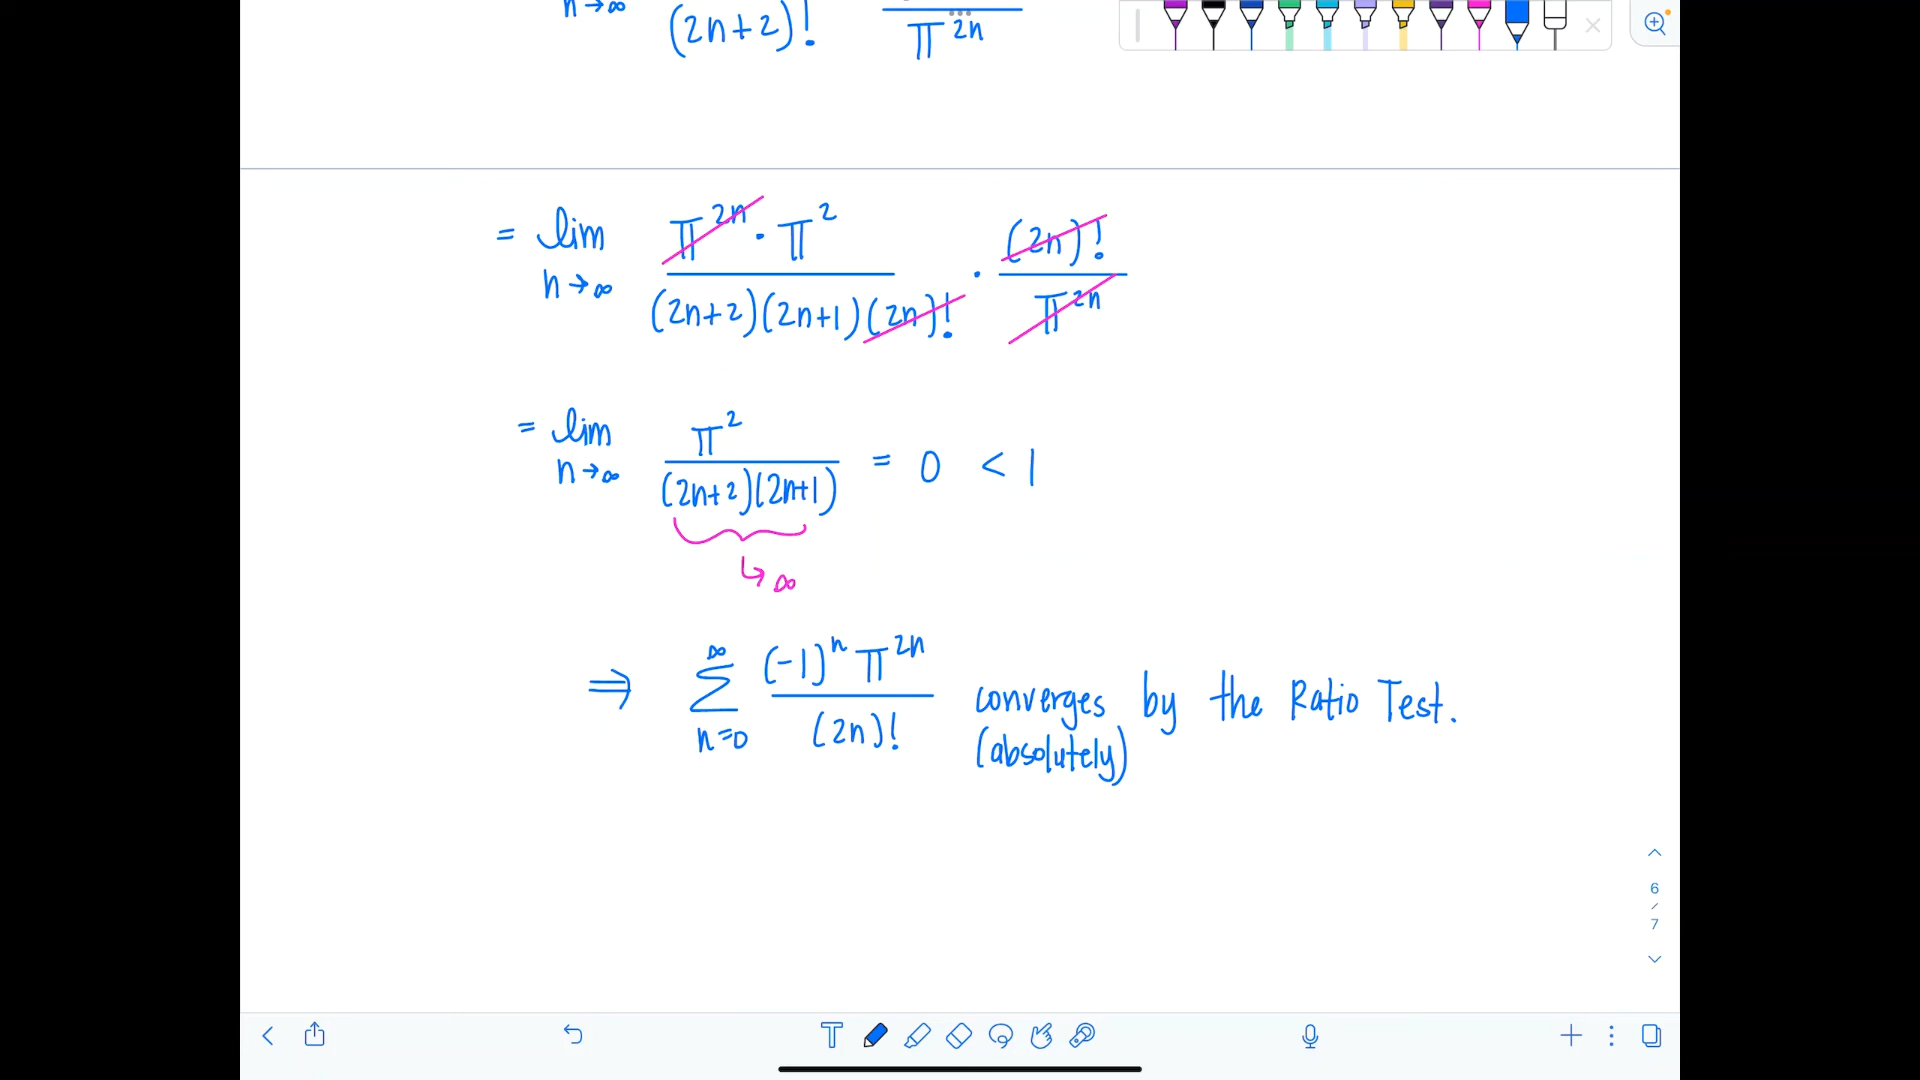 n→∞ (2n+2)! π^2n
= lim n→∞ π^2n · π^2 / (2n+2)(2n+1)(2n)! · (2n)! / π^2n
= lim n→∞ π^2 / (2n+2)(2n+1) = 0 < 1
↳ ∞
⇒ ∞ Σ n=0 (-1)^n π^2n / (2n)! converges by the Ratio Test.
(absolutely)
6
/
7
T